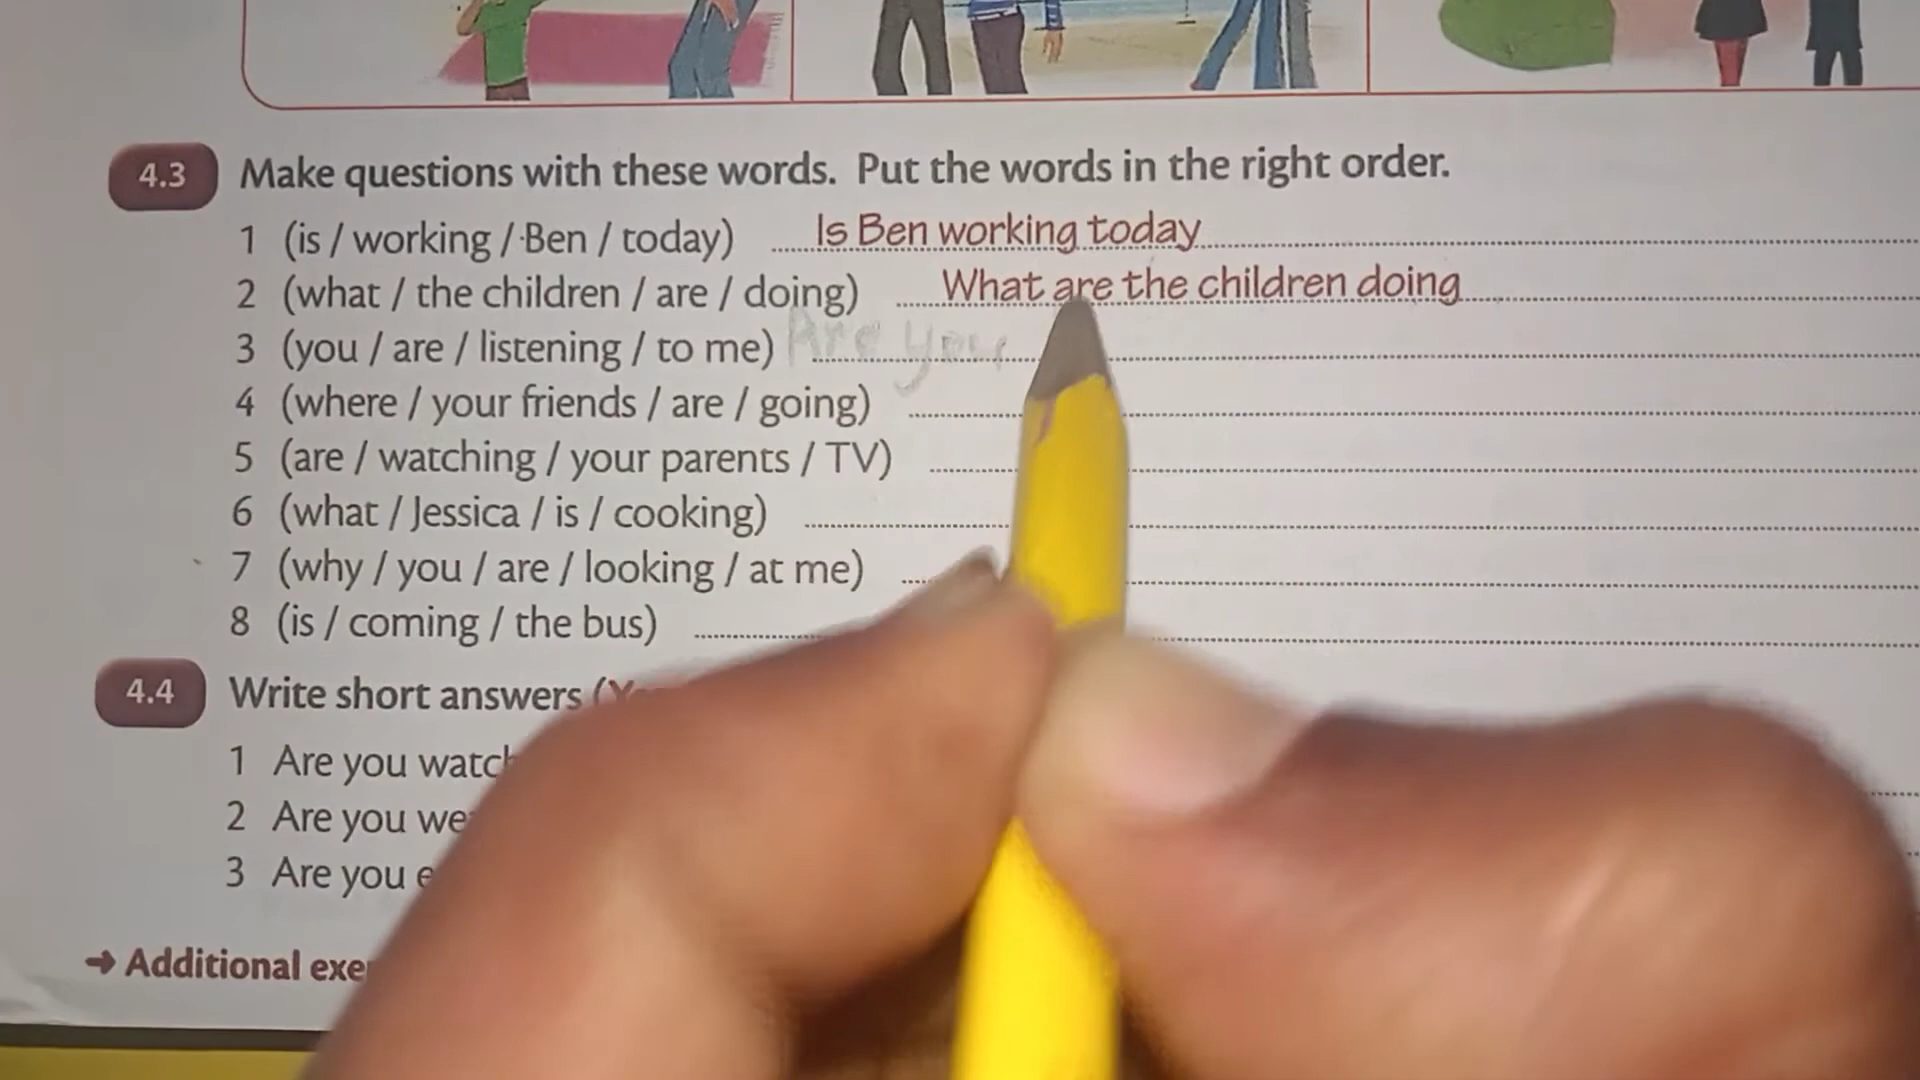 4.3 Make questions with these words. Put the words in the right order.
1 (is / working / Ben / today) Is Ben working today
2 (what / the children / are / doing) What are the children doing
3 (you / are / listening / to me) Are you
4 (where / your friends / are / going)
5 (are / watching / your parents / TV)
6 (what / Jessica / is / cooking)
7 (why / you / are / looking / at me)
8 (is / coming / the bus)
4.4 Write short answers
1 Are you
2 Are you
3 Are you
→ Additional